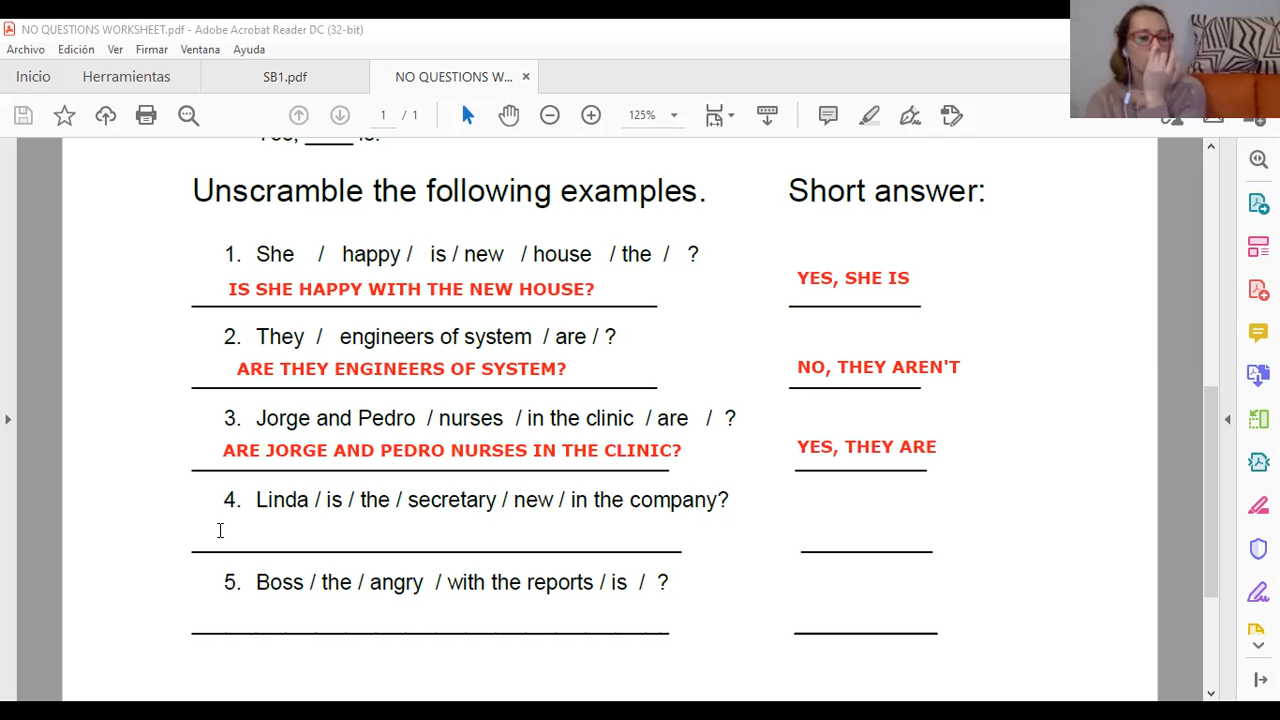 NO QUESTIONS WORKSHEET.pdf - Adobe Acrobat Reader DC (32-bit)
Archivo Edición Ver Firmar Ventana Ayuda
Inicio Herramientas SB1.pdf NO QUESTIONS W... ×
1 / 1 125%
is.
Unscramble the following examples. Short answer:
1. She / happy / is / new / house / the / ?
IS SHE HAPPY WITH THE NEW HOUSE? YES, SHE IS
2. They / engineers of system / are / ?
ARE THEY ENGINEERS OF SYSTEM? NO, THEY AREN'T
3. Jorge and Pedro / nurses / in the clinic / are / ?
ARE JORGE AND PEDRO NURSES IN THE CLINIC? YES, THEY ARE
4. Linda / is / the / secretary / new / in the company?
5. Boss / the / angry / with the reports / is / ?